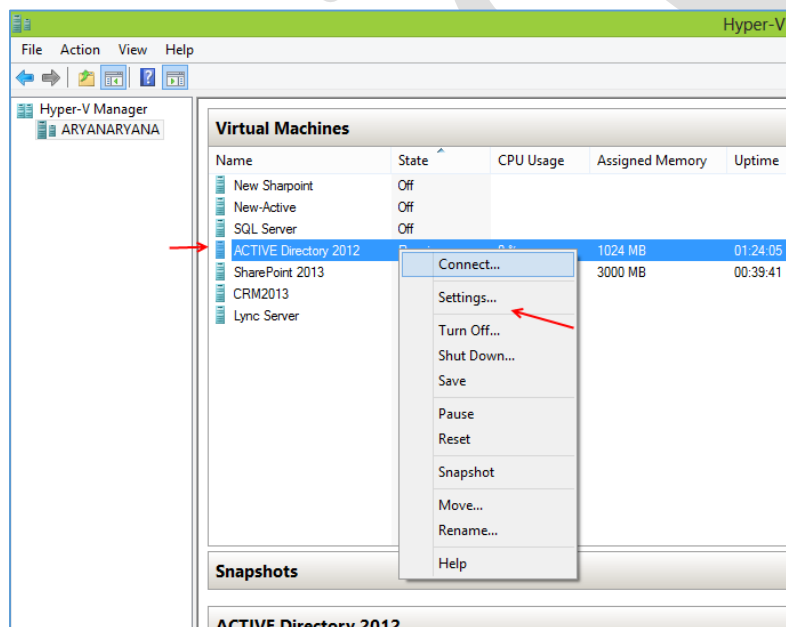 Hyper-V
File Action View Help
Hyper-V Manager
ARYANARYANA
Virtual Machines
Name State CPU Usage Assigned Memory Uptime
New Sharpoint Off
New-Active Off
SQL Server Off
ACTIVE Directory 2012 1024 MB 01:24:05
SharePoint 2013 3000 MB 00:39:41
CRM2013
Lync Server
Connect...
Settings...
Turn Off...
Shut Down...
Save
Pause
Reset
Snapshot
Move...
Rename...
Help
Snapshots
ACTIVE Directory 2012